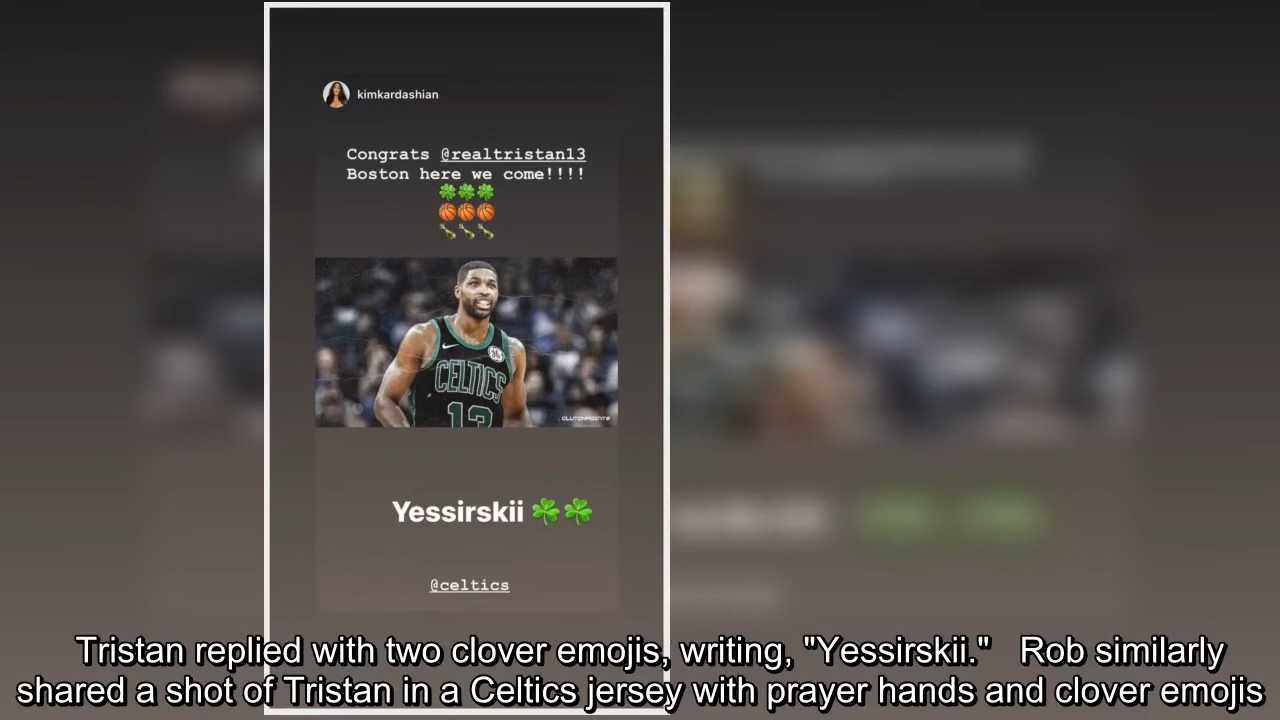 kimkardashian
Congrats @realtristan13
Boston here we come!!!!
☘️☘️☘️
🏀🏀🏀
🍾🍾🍾
CELTICS
13
CLUTCHPOINTS
Yessirskii ☘️☘️
@celtics
Tristan replied with two clover emojis, writing, "Yessirskii."   Rob similarly
shared a shot of Tristan in a Celtics jersey with prayer hands and clover emojis